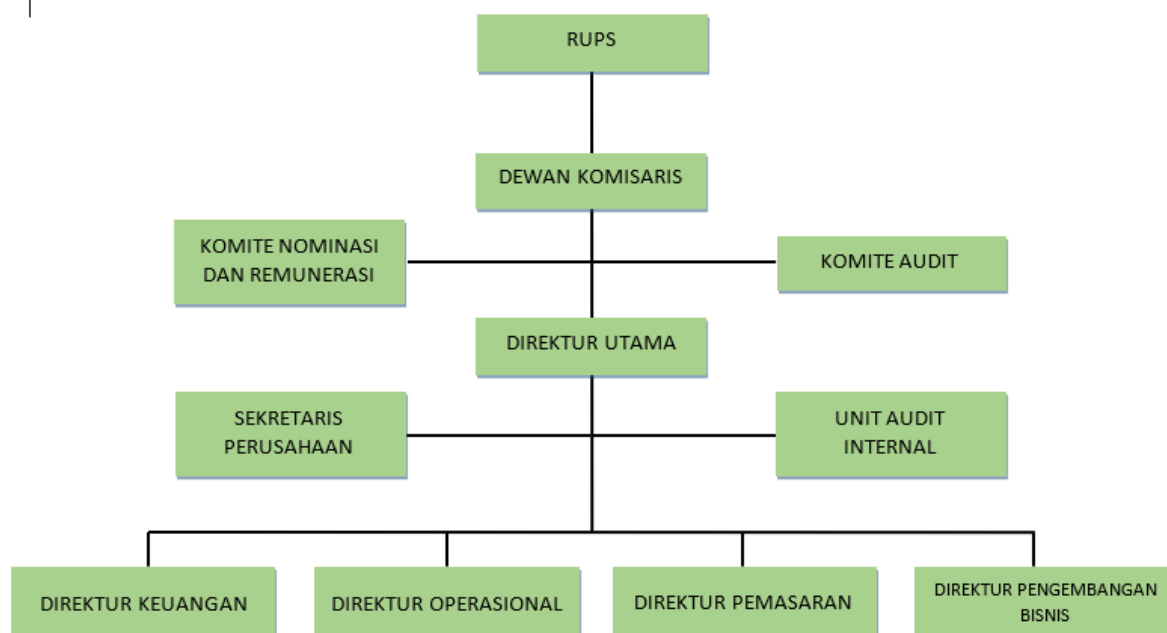 RUPS
DEWAN KOMISARIS
KOMITE NOMINASI
DAN REMUNERASI
KOMITE AUDIT
DIREKTUR UTAMA
SEKRETARIS
PERUSAHAAN
UNIT AUDIT
INTERNAL
DIREKTUR KEUANGAN
DIREKTUR OPERASIONAL
DIREKTUR PEMASARAN
DIREKTUR PENGEMBANGAN
BISNIS